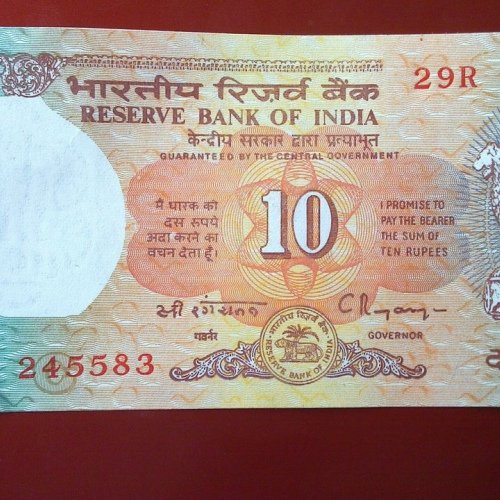 भारतीय रिज़र्व बैंक
29R
RESERVE BANK OF INDIA
केन्द्रीय सरकार द्वारा प्रत्याभूत
GUARANTEED BY THE CENTRAL GOVERNMENT
मैं धारक को
दस रुपये
अदा करने का
वचन देता हूँ।
10
I PROMISE TO
PAY THE BEARER
THE SUM OF
TEN RUPEES
गवर्नर
GOVERNOR
245583
भारतीय रिज़र्व बैंक
RESERVE BANK OF INDIA